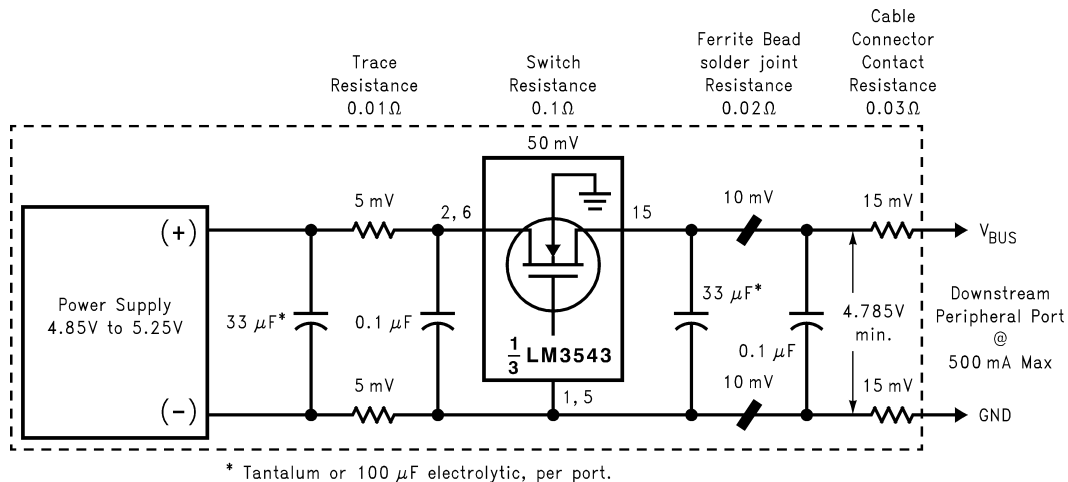 Trace
Resistance
0.01Ω
Switch
Resistance
0.1Ω
Ferrite Bead
solder joint
Resistance
0.02Ω
Cable
Connector
Contact
Resistance
0.03Ω
50 mV
5 mV
2, 6
15
10 mV
15 mV
(+)
VBUS
Power Supply
4.85V to 5.25V
33 μF*
0.1 μF
1/3 LM3543
33 μF*
0.1 μF
4.785V
min.
Downstream
Peripheral Port
@
500 mA Max
5 mV
1, 5
10 mV
15 mV
(−)
GND
* Tantalum or 100 μF electrolytic, per port.